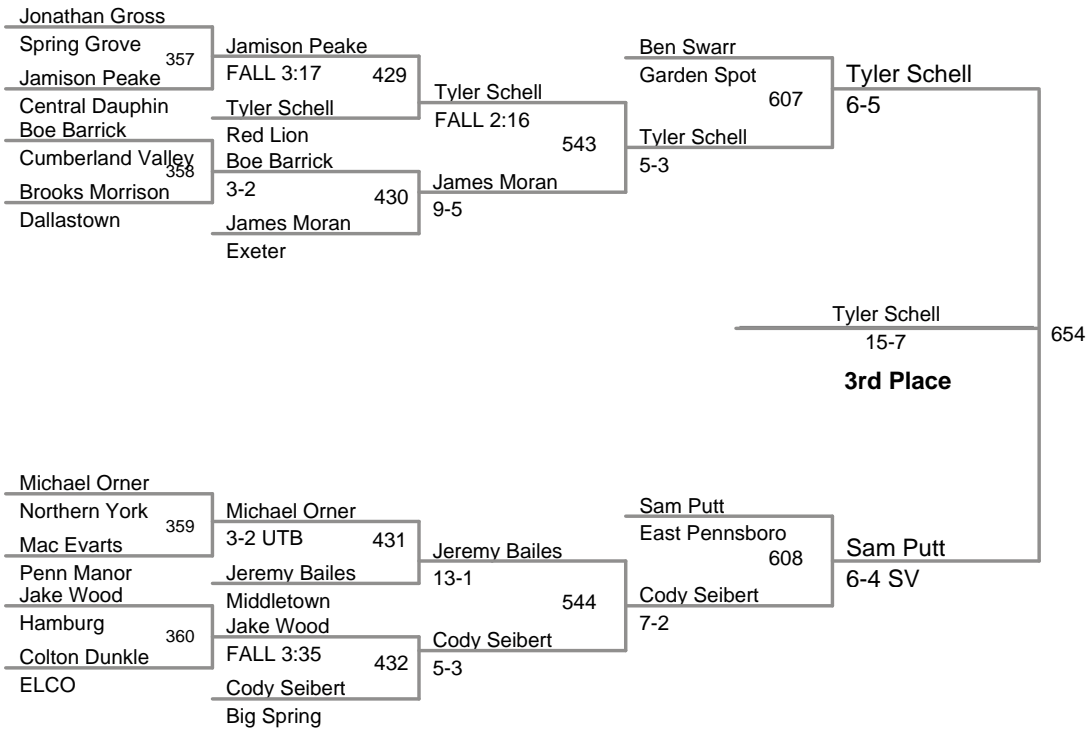 Jonathan Gross
Spring Grove
357
Jamison Peake
Central Dauphin
Boe Barrick
Cumberland Valley
358
Brooks Morrison
Dallastown
Jamison Peake
FALL 3:17
429
Tyler Schell
Red Lion
Boe Barrick
3-2
430
James Moran
Exeter
Tyler Schell
FALL 2:16
543
James Moran
9-5
Ben Swarr
Garden Spot
607
Tyler Schell
5-3
Tyler Schell
6-5
Tyler Schell
15-7
654
3rd Place
Michael Orner
Northern York
359
Mac Evarts
Penn Manor
Jake Wood
Hamburg
360
Colton Dunkle
ELCO
Michael Orner
3-2 UTB
431
Jeremy Bailes
Middletown
Jake Wood
FALL 3:35
432
Cody Seibert
Big Spring
Jeremy Bailes
13-1
544
Cody Seibert
5-3
Sam Putt
East Pennsboro
608
Cody Seibert
7-2
Sam Putt
6-4 SV